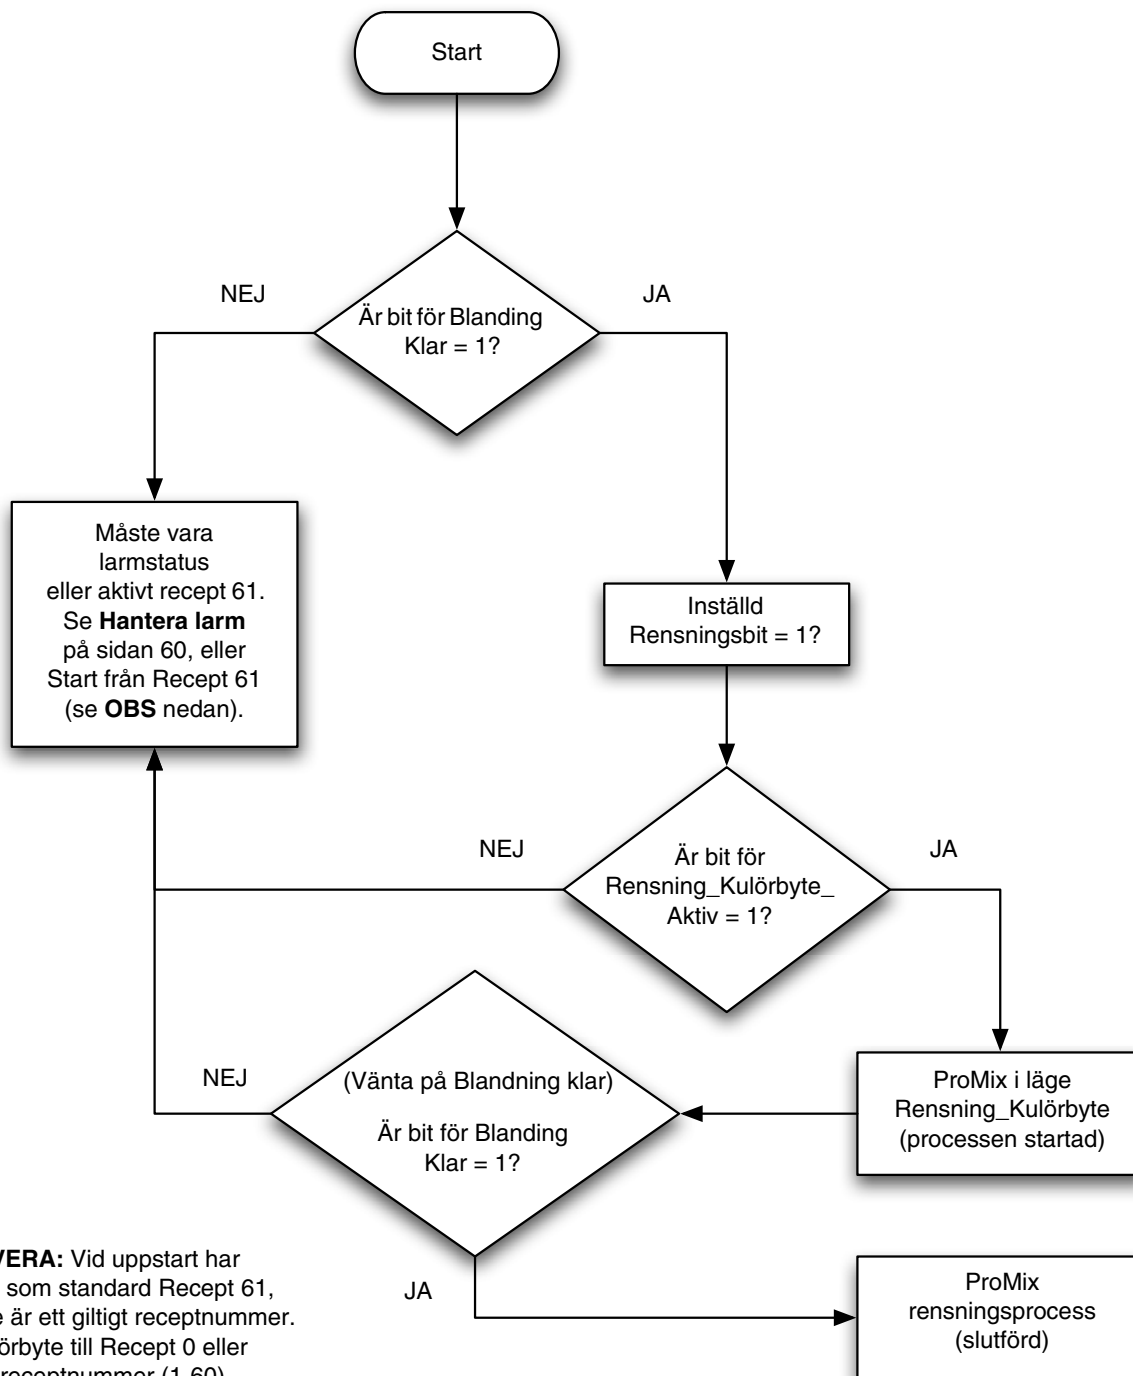 Start
NEJ
JA
Är bit för Blanding
Klar = 1?
Måste vara
larmstatus
eller aktivt recept 61.
Se Hantera larm
på sidan 60, eller
Start från Recept 61
(se OBS nedan).
Inställd
Rensningsbit = 1?
NEJ
JA
Är bit för
Rensning_Kulörbyte_
Aktiv = 1?
NEJ
(Vänta på Blandning klar)
Är bit för Blanding
Klar = 1?
ProMix i läge
Rensning_Kulörbyte
(processen startad)
JA
ProMix
rensningsprocess
(slutförd)
VERA: Vid uppstart har
som standard Recept 61,
e är ett giltigt receptnummer.
örbyte till Recept 0 eller
receptnummer (1-60)